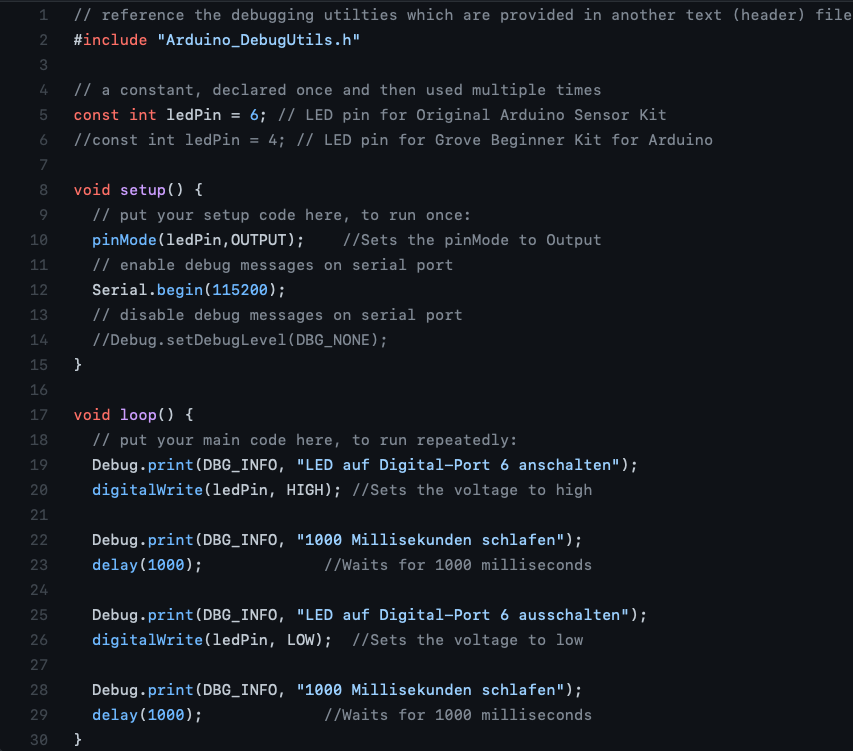 1 // reference the debugging utilties which are provided in another text (header) file
2 #include "Arduino_DebugUtils.h"
3
4 // a constant, declared once and then used multiple times
5 const int ledPin = 6; // LED pin for Original Arduino Sensor Kit
6 //const int ledPin = 4; // LED pin for Grove Beginner Kit for Arduino
7
8 void setup() {
9   // put your setup code here, to run once:
10   pinMode(ledPin,OUTPUT);    //Sets the pinMode to Output
11   // enable debug messages on serial port
12   Serial.begin(115200);
13   // disable debug messages on serial port
14   //Debug.setDebugLevel(DBG_NONE);
15 }
16
17 void loop() {
18   // put your main code here, to run repeatedly:
19   Debug.print(DBG_INFO, "LED auf Digital-Port 6 anschalten");
20   digitalWrite(ledPin, HIGH); //Sets the voltage to high
21
22   Debug.print(DBG_INFO, "1000 Millisekunden schlafen");
23   delay(1000);             //Waits for 1000 milliseconds
24
25   Debug.print(DBG_INFO, "LED auf Digital-Port 6 ausschalten");
26   digitalWrite(ledPin, LOW);  //Sets the voltage to low
27
28   Debug.print(DBG_INFO, "1000 Millisekunden schlafen");
29   delay(1000);             //Waits for 1000 milliseconds
30 }